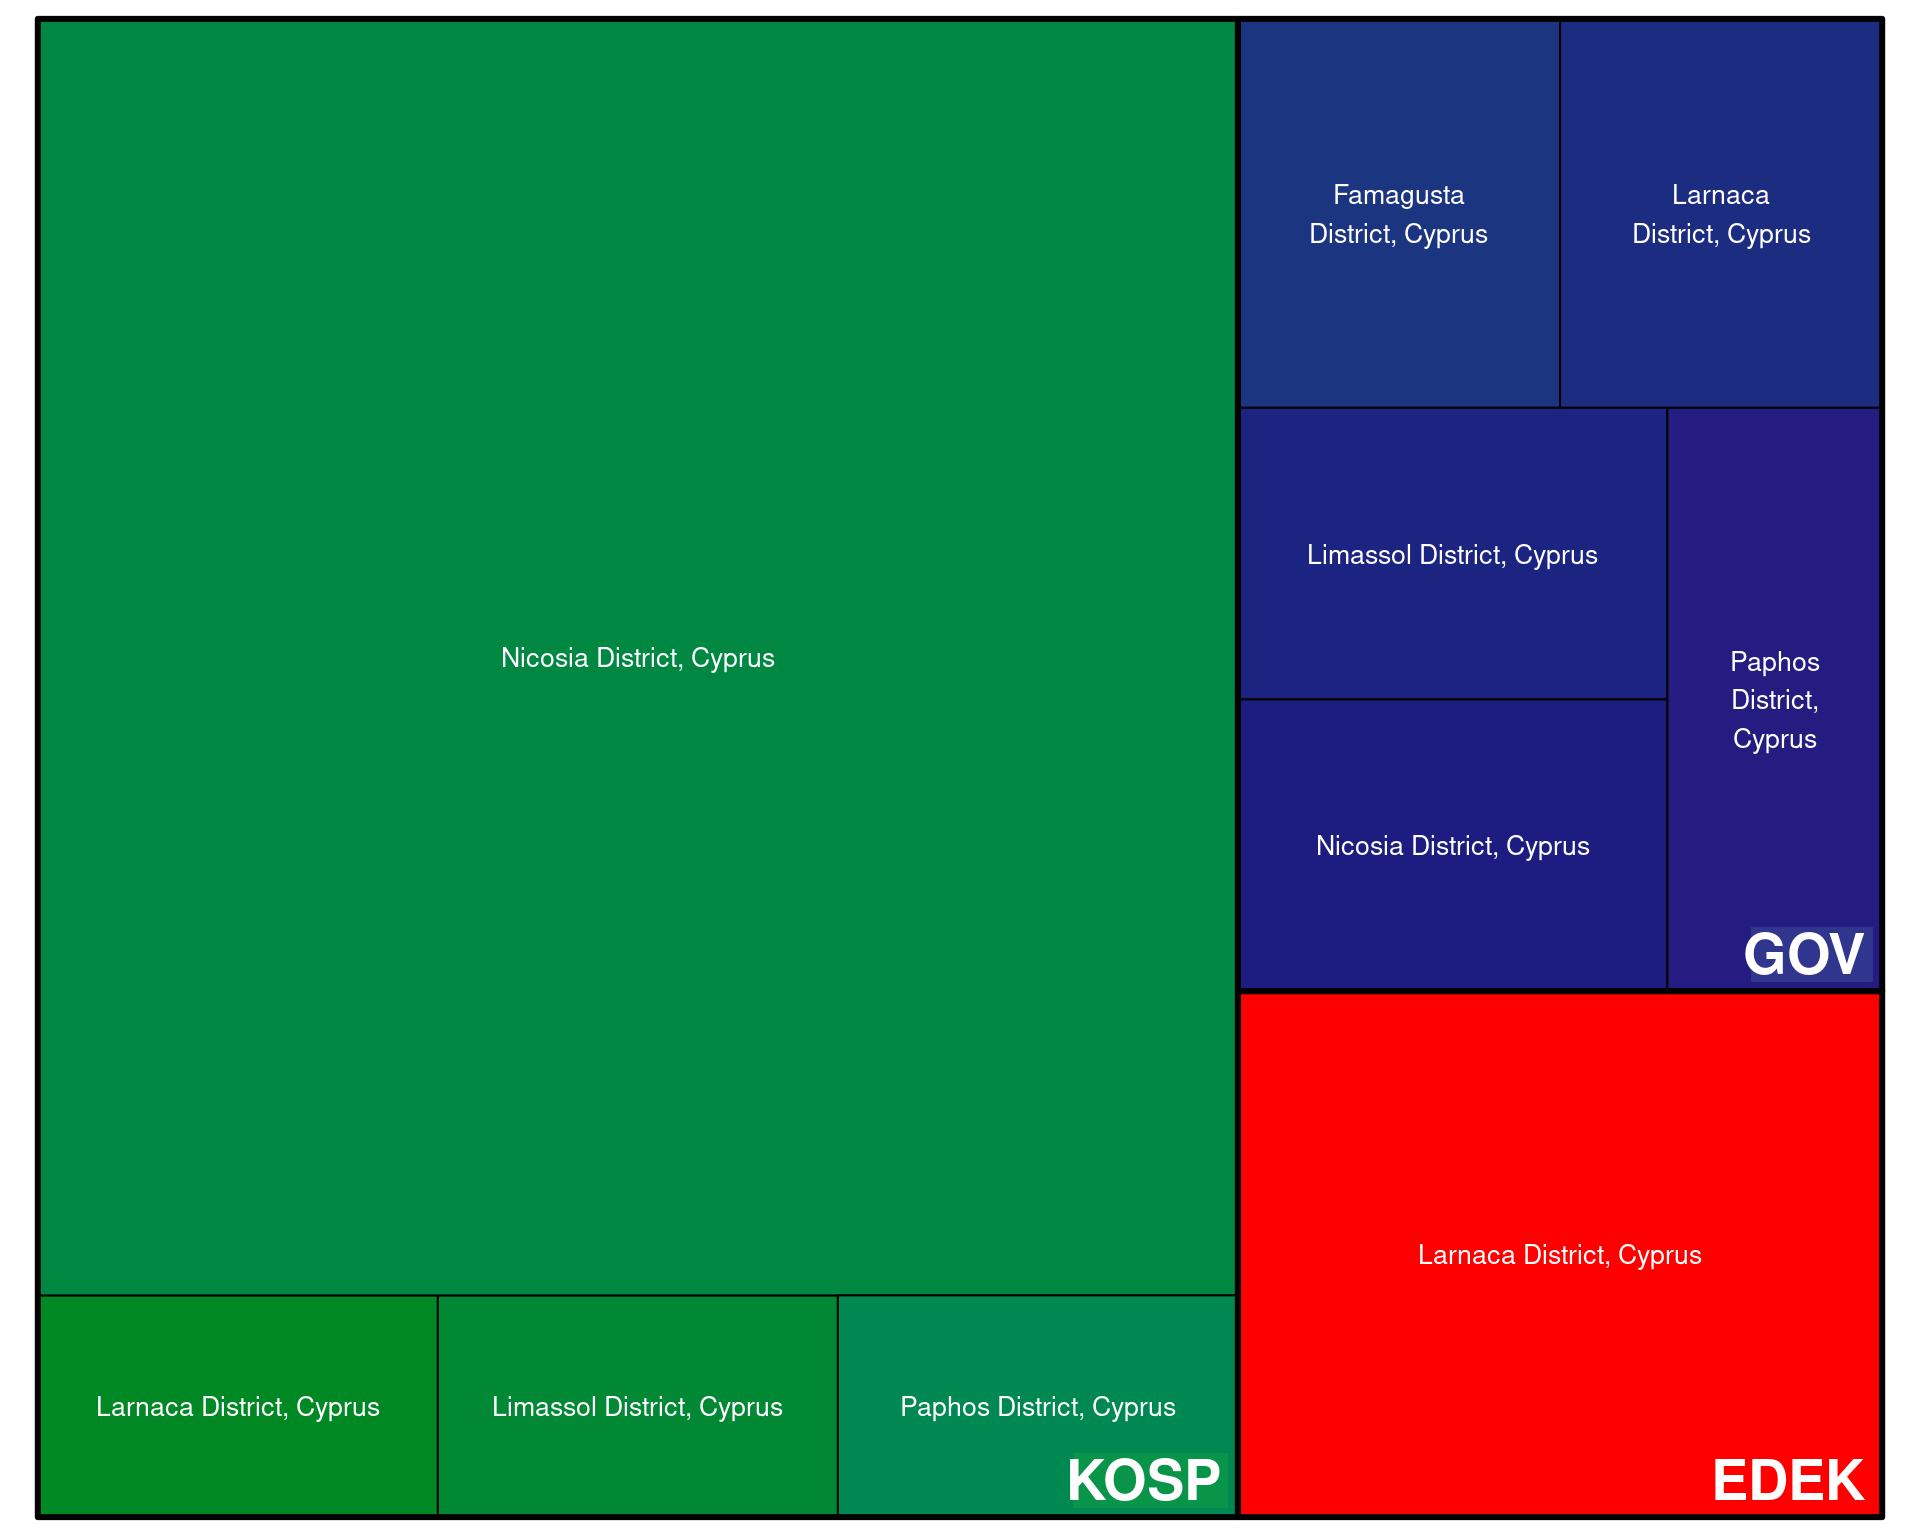 Nicosia District, Cyprus
Larnaca District, Cyprus
Limassol District, Cyprus
Paphos District, Cyprus
KOSP
Famagusta
District, Cyprus
Larnaca
District, Cyprus
Limassol District, Cyprus
Nicosia District, Cyprus
Paphos
District,
Cyprus
GOV
Larnaca District, Cyprus
EDEK